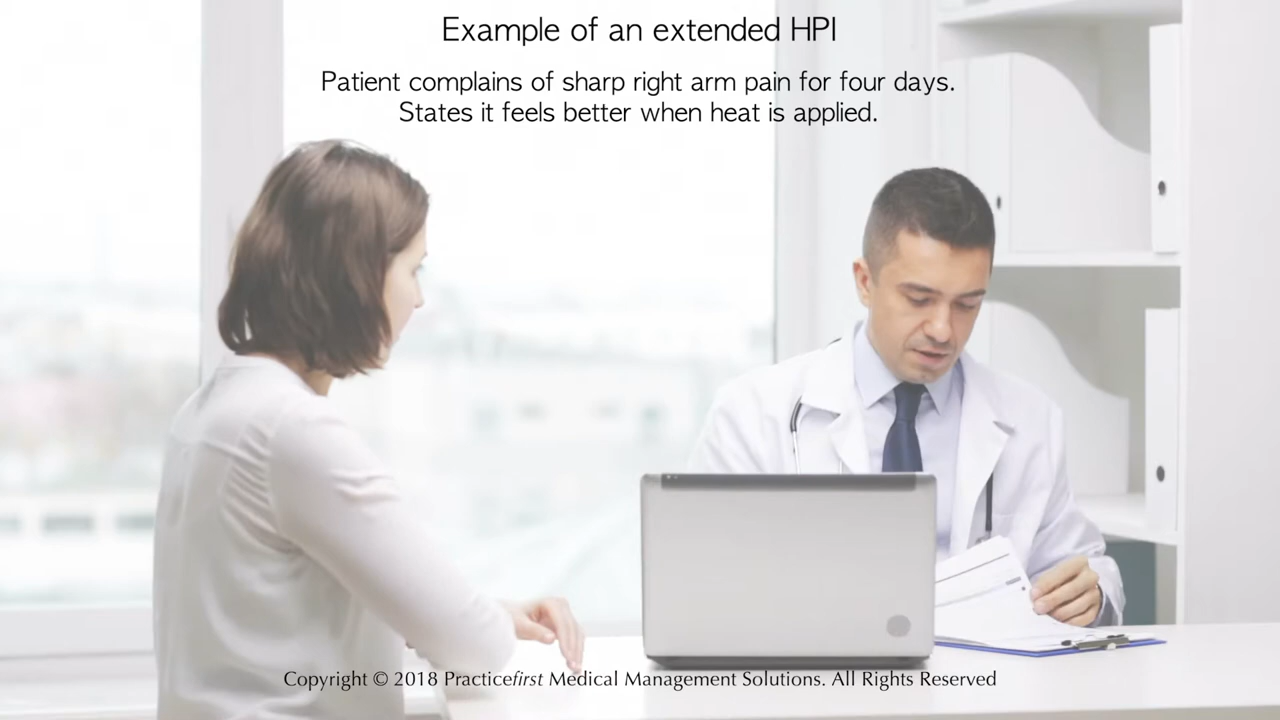 Example of an extended HPI
Patient complains of sharp right arm pain for four days.
States it feels better when heat is applied.
Copyright © 2018 Practicefirst Medical Management Solutions. All Rights Reserved